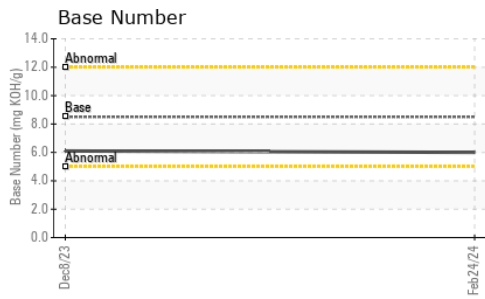 Base Number
Base Number (mg KOH/g)
14.0
12.0
10.0
8.0
6.0
4.0
2.0
0.0
Abnormal
Base
Abnormal
Dec8/23
Feb24/24